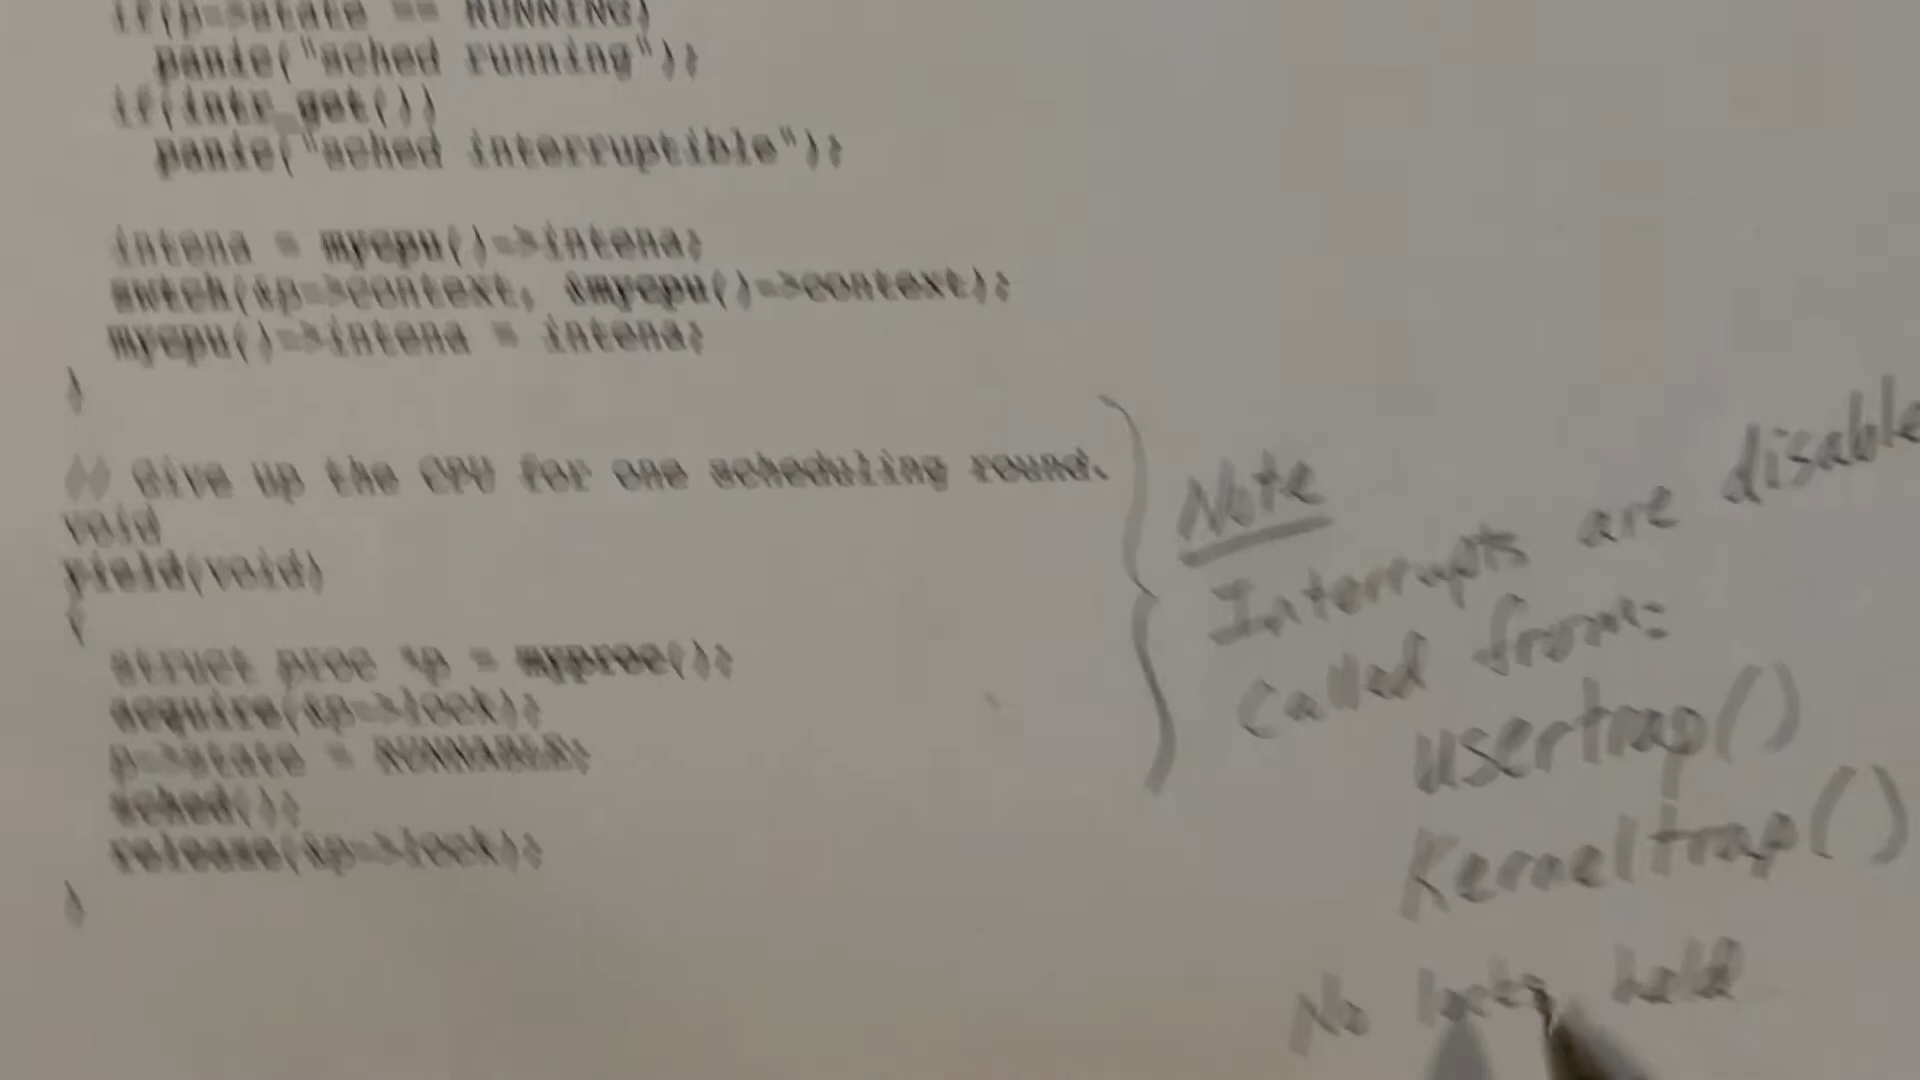 if(p->state == RUNNING)
panic("sched running");
if(intr_get())
panic("sched interruptible");
intena = mycpu()->intena;
swtch(&p->context, &mycpu()->context);
mycpu()->intena = intena;
}
// Give up the CPU for one scheduling round.
void
yield(void)
{
struct proc *p = myproc();
acquire(&p->lock);
p->state = RUNNABLE;
sched();
release(&p->lock);
}
Note
Interrupts are disable
Called from:
usertrap()
Kerneltrap()
No locks held